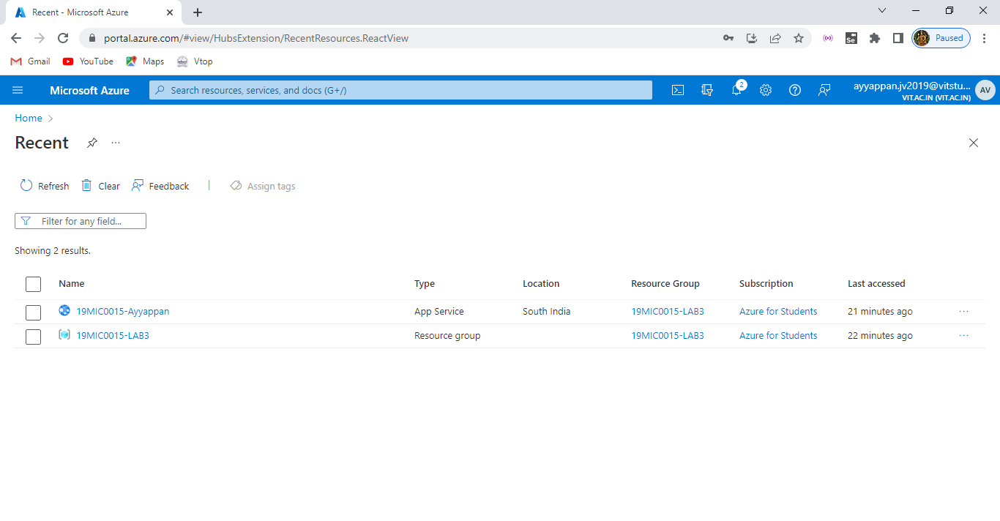 Recent - Microsoft Azure
portal.azure.com/#view/HubsExtension/RecentResources.ReactView
Se
Paused
Gmail YouTube Maps Vtop
Microsoft Azure
Search resources, services, and docs (G+/)
2
ayyappan.jv2019@vitstu...
VIT.AC.IN (VIT.AC.IN)
AV
Home
Recent
Refresh Clear Feedback Assign tags
Filter for any field...
Showing 2 results.
Name Type Location Resource Group Subscription Last accessed
19MIC0015-Ayyappan App Service South India 19MIC0015-LAB3 Azure for Students 21 minutes ago
19MIC0015-LAB3 Resource group 19MIC0015-LAB3 Azure for Students 22 minutes ago